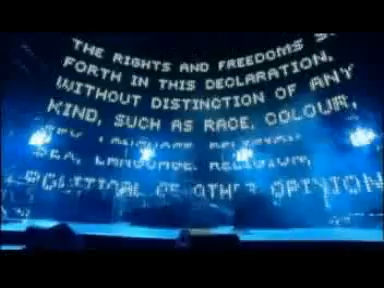 THE RIGHTS AND FREEDOMS S
FORTH IN THIS DECLARATION,
WITHOUT DISTINCTION OF ANY
KIND, SUCH AS RACE, COLOUR,
SEX, LANGUAGE, RELIGION,
POLITICAL OR OTHER OPINION